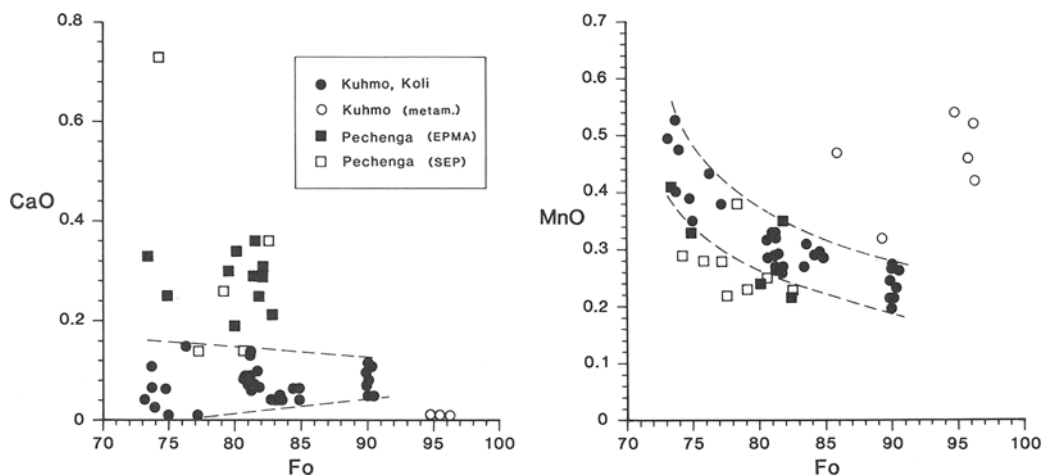 0.8
0.6
CaO
0.4
0.2
0
70 75 80 85 90 95 100
Fo
Kuhmo, Koli
Kuhmo (metam.)
Pechenga (EPMA)
Pechenga (SEP)
0.7
0.6
0.5
0.4
MnO
0.3
0.2
0.1
0
70 75 80 85 90 95 100
Fo